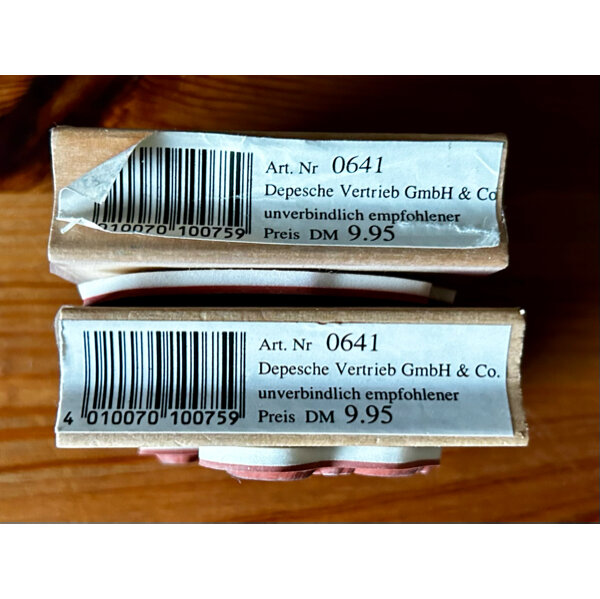 Art. Nr 0641
Depesche Vertrieb GmbH & Co
unverbindlich empfohlener
Preis DM 9.95
010070 100759
Art. Nr 0641
Depesche Vertrieb GmbH & Co.
unverbindlich empfohlener
Preis DM 9.95
4 010070 100759